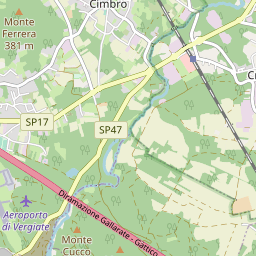 Cimbro
Monte
Ferrera
381 m
SP17
SP47
Diramazione Gallarate - Gattico
Aeroporto
di Vergiate
Monte
Cucco